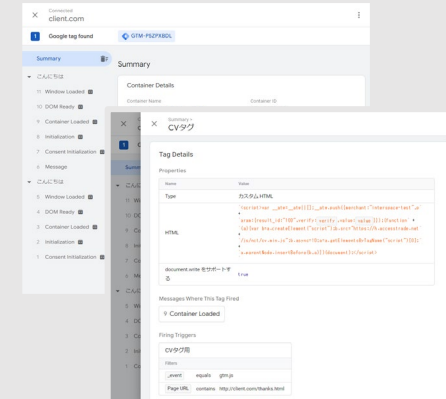 Connected
client.com
1 Google tag found
GTM-P5ZPXBDL
Summary
Summary
Container Details
Container Name
Container ID
こんにちは
11 Window Loaded
10 DOM Ready
9 Container Loaded
8 Initialization
7 Consent Initialization
6 Message
こんにちは
5 Window Loaded
4 DOM Ready
3 Container Loaded
2 Initialization
1 Consent Initialization
Summary >
CVタグ
Tag Details
Properties
Name Value
Type カスタム HTML
HTML
document.write をサポートする
true
Messages Where This Tag Fired
9 Container Loaded
Firing Triggers
CVタグ用
Filters
_event equals gtm.js
Page URL contains http://client.com/thanks.html